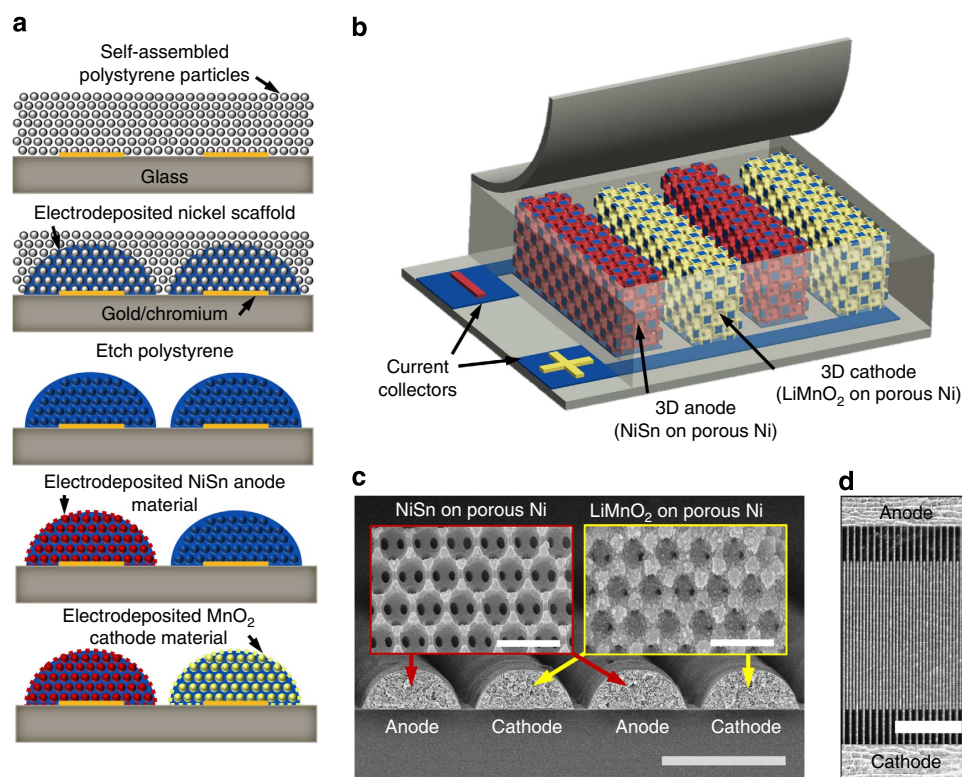 a
Self-assembled
polystyrene particles
Glass
Electrodeposited nickel scaffold
Gold/chromium
Etch polystyrene
Electrodeposited NiSn anode
material
Electrodeposited MnO₂
cathode material
b
Current
collectors
3D anode
(NiSn on porous Ni)
3D cathode
(LiMnO₂ on porous Ni)
c
NiSn on porous Ni
LiMnO₂ on porous Ni
Anode
Cathode
Anode
Cathode
d
Anode
Cathode